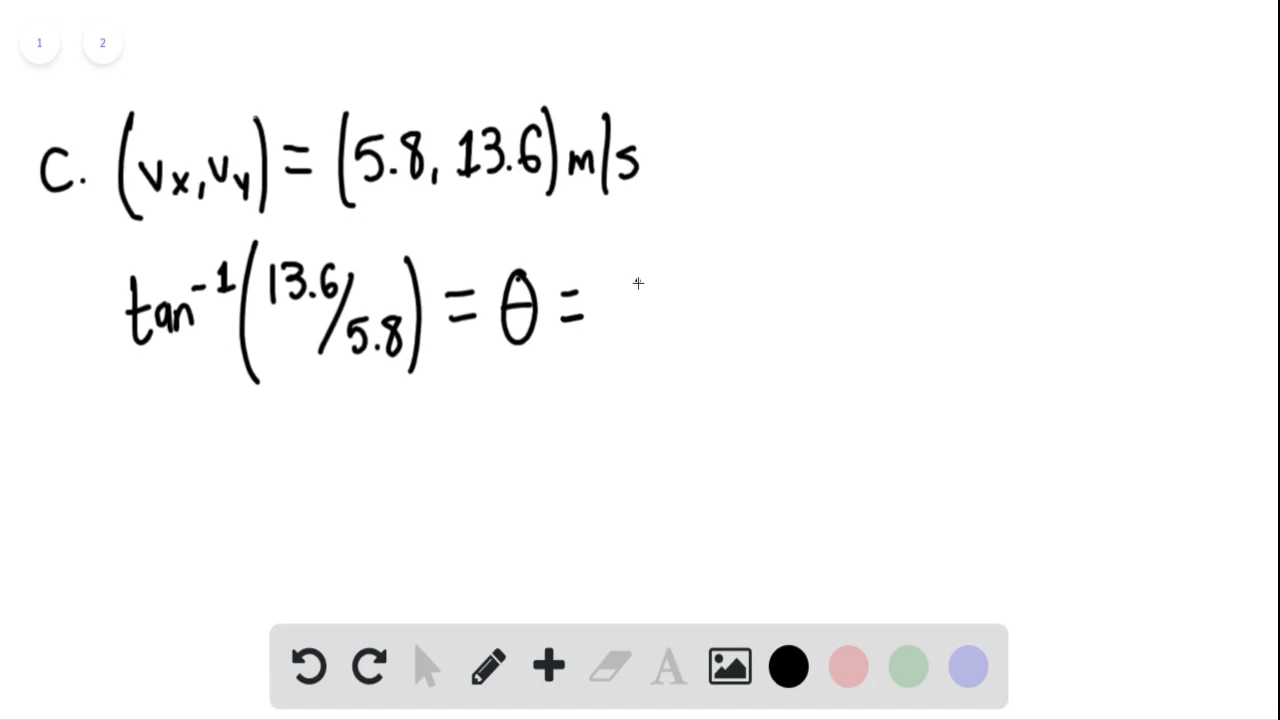 1 2
C. (vx, vy) = (5.8, 13.6) m/s
tan⁻¹(13.6/5.8) = θ =
A